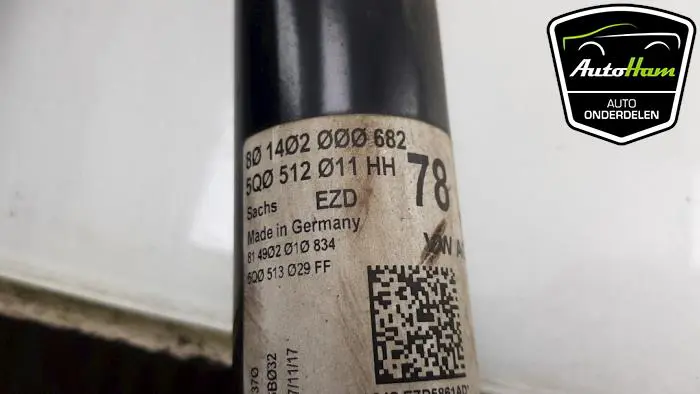 AutoHam
AUTO
ONDERDELEN
8Ø 14Ø2 ØØØ 682
5QØ 512 Ø11 HH
78
Sachs
EZD
Made in Germany
81 49Ø2 Ø1Ø 834
5QØ 513 Ø29 FF